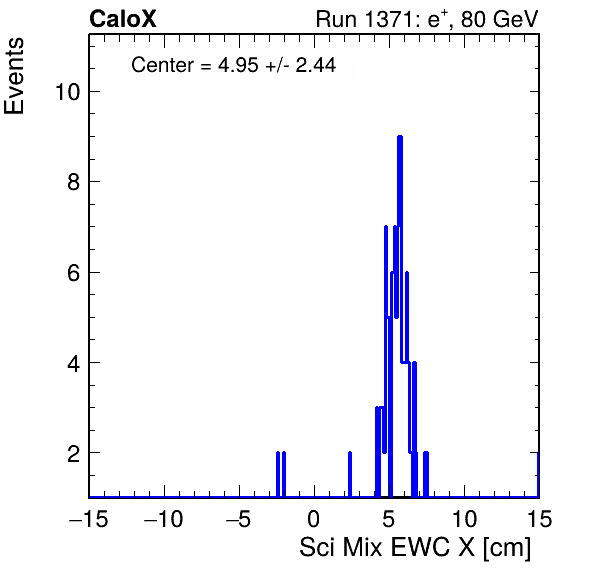 CaloX Run 1371: e⁺, 80 GeV
Center = 4.95 +/- 2.44
Events
10
8
6
4
2
−15 −10 −5 0 5 10 15
Sci Mix EWC X [cm]